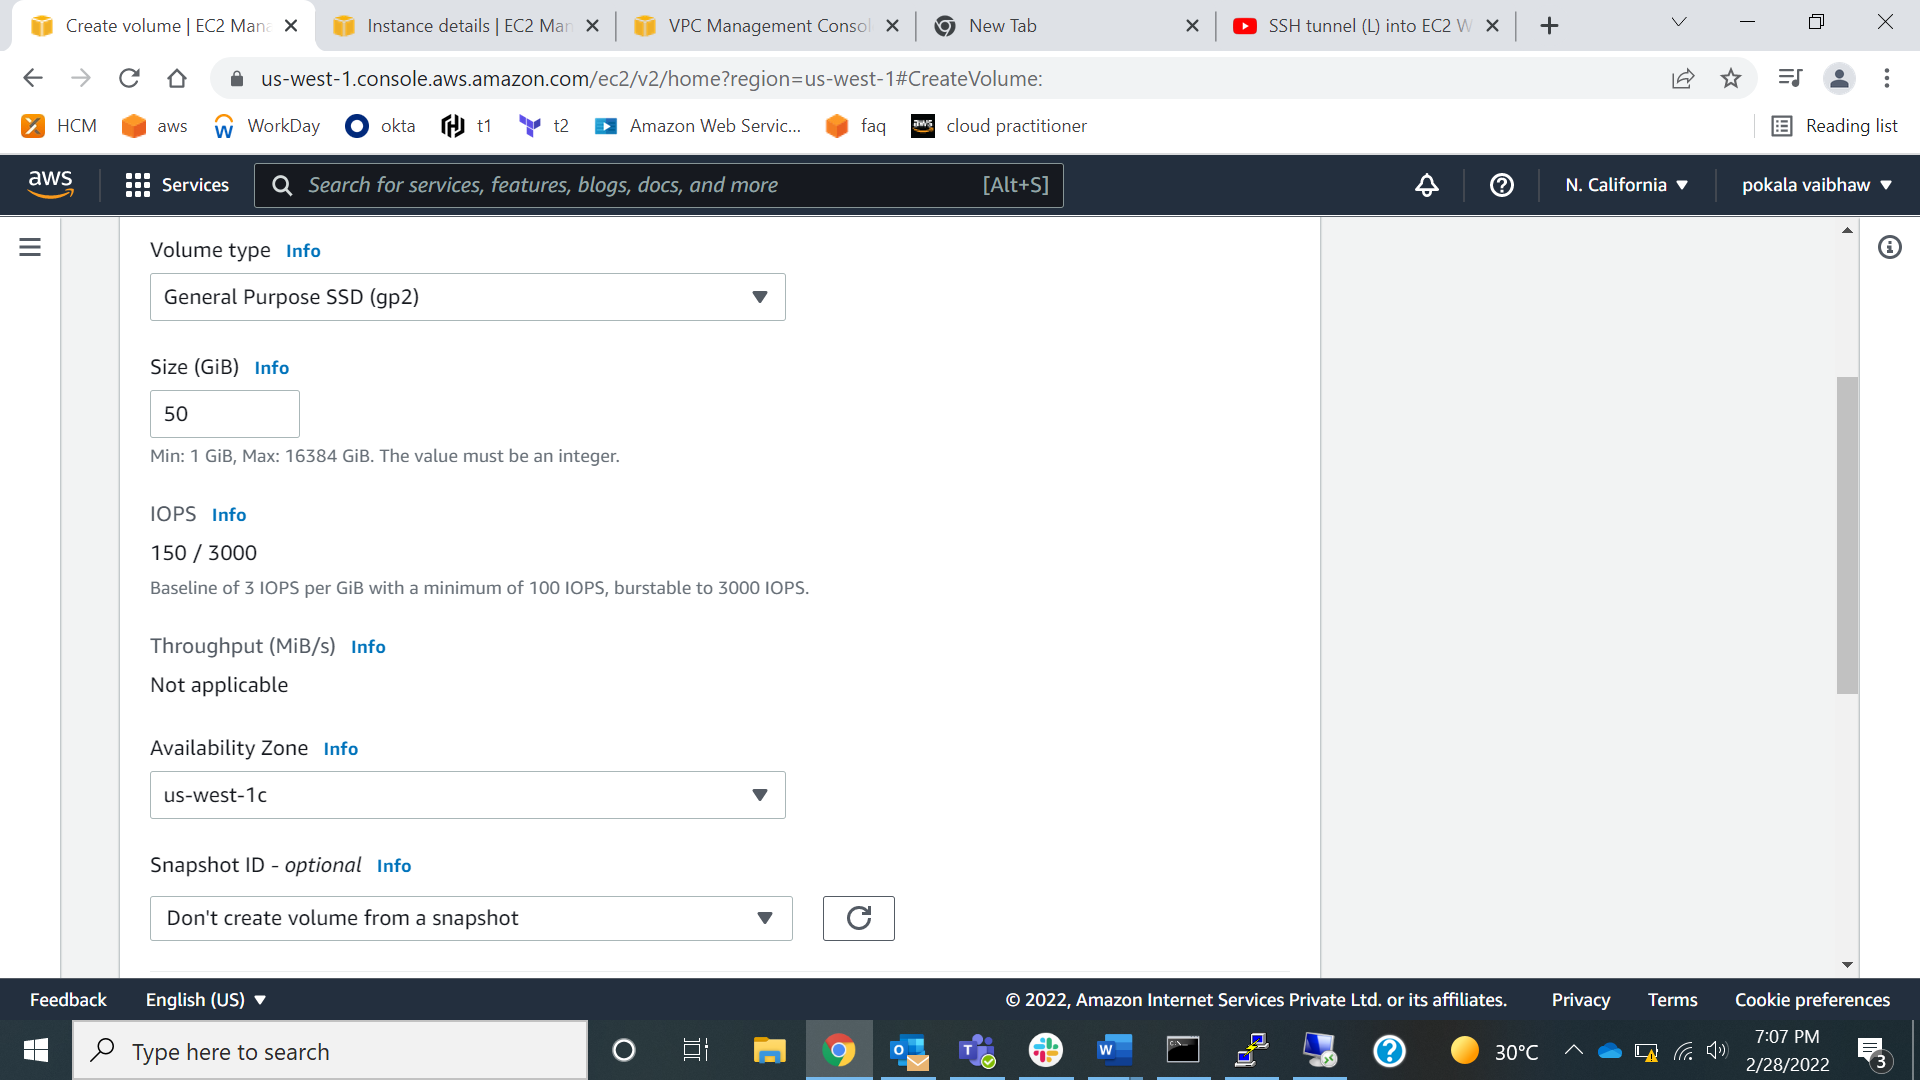 Create volume | EC2 Mana
Instance details | EC2 Man
VPC Management Consol
New Tab
SSH tunnel (L) into EC2 W
us-west-1.console.aws.amazon.com/ec2/v2/home?region=us-west-1#CreateVolume:
HCM
aws
WorkDay
okta
t1
t2
Amazon Web Servic...
faq
aws
cloud practitioner
Reading list
aws
Services
Search for services, features, blogs, docs, and more
[Alt+S]
N. California
pokala vaibhaw
Volume type Info
General Purpose SSD (gp2)
Size (GiB) Info
50
Min: 1 GiB, Max: 16384 GiB. The value must be an integer.
IOPS Info
150 / 3000
Baseline of 3 IOPS per GiB with a minimum of 100 IOPS, burstable to 3000 IOPS.
Throughput (MiB/s) Info
Not applicable
Availability Zone Info
us-west-1c
Snapshot ID - optional Info
Don't create volume from a snapshot
Feedback
English (US)
© 2022, Amazon Internet Services Private Ltd. or its affiliates.
Privacy
Terms
Cookie preferences
Type here to search
30°C
7:07 PM
2/28/2022
3